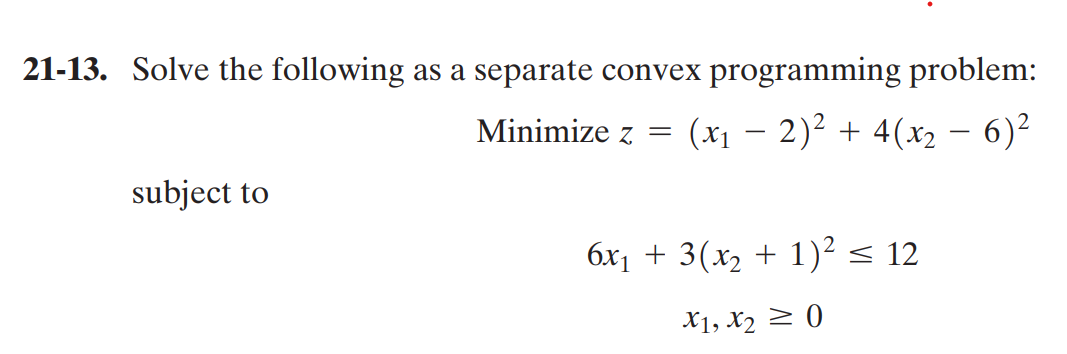 21-13. Solve the following as a separate convex programming problem:
Minimize z = (x₁ − 2)² + 4(x₂ − 6)²
subject to
6x₁ + 3(x₂ + 1)² ≤ 12
x₁, x₂ ≥ 0